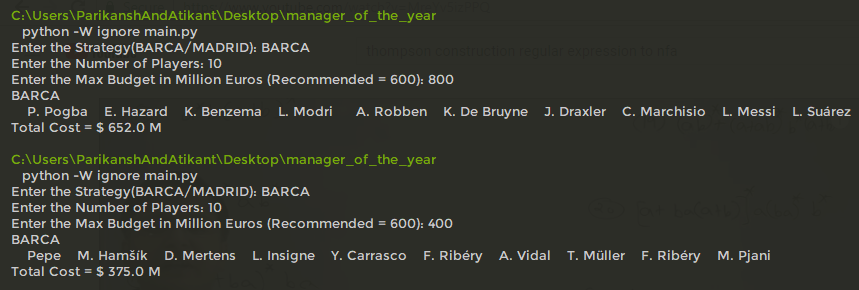 C:\Users\ParikanshAndAtikant\Desktop\manager_of_the_year
python -W ignore main.py
Enter the Strategy(BARCA/MADRID): BARCA
Enter the Number of Players: 10
Enter the Max Budget in Million Euros (Recommended = 600): 800
BARCA
P. Pogba E. Hazard K. Benzema L. Modri A. Robben K. De Bruyne J. Draxler C. Marchisio L. Messi L. Suárez
Total Cost = $ 652.0 M
C:\Users\ParikanshAndAtikant\Desktop\manager_of_the_year
python -W ignore main.py
Enter the Strategy(BARCA/MADRID): BARCA
Enter the Number of Players: 10
Enter the Max Budget in Million Euros (Recommended = 600): 400
BARCA
Pepe M. Hamšík D. Mertens L. Insigne Y. Carrasco F. Ribéry A. Vidal T. Müller F. Ribéry M. Pjani
Total Cost = $ 375.0 M